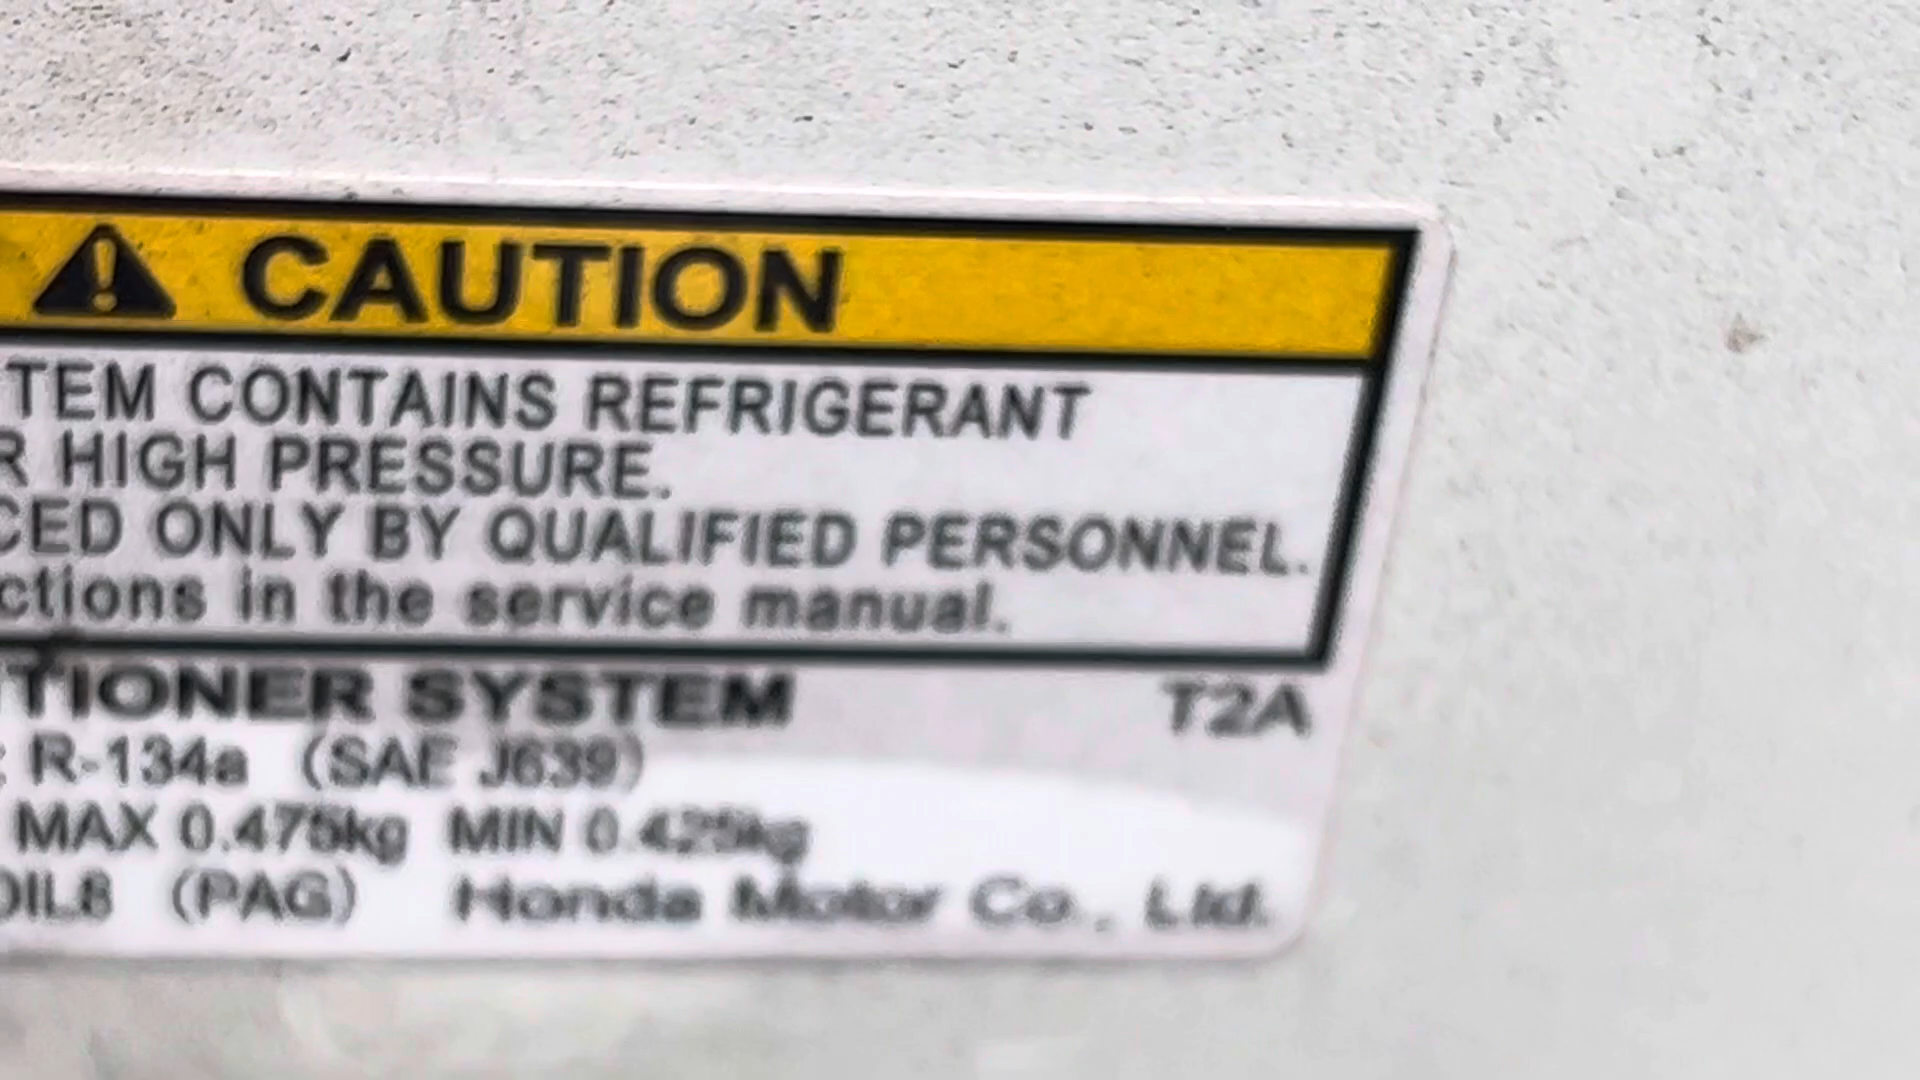 CAUTION
TEM CONTAINS REFRIGERANT
R HIGH PRESSURE.
CED ONLY BY QUALIFIED PERSONNEL.
ctions in the service manual.
TIONER SYSTEM T2A
: R-134a (SAE J639)
MAX 0.475kg MIN 0.425kg
OIL8 (PAG) Honda Motor Co., Ltd.